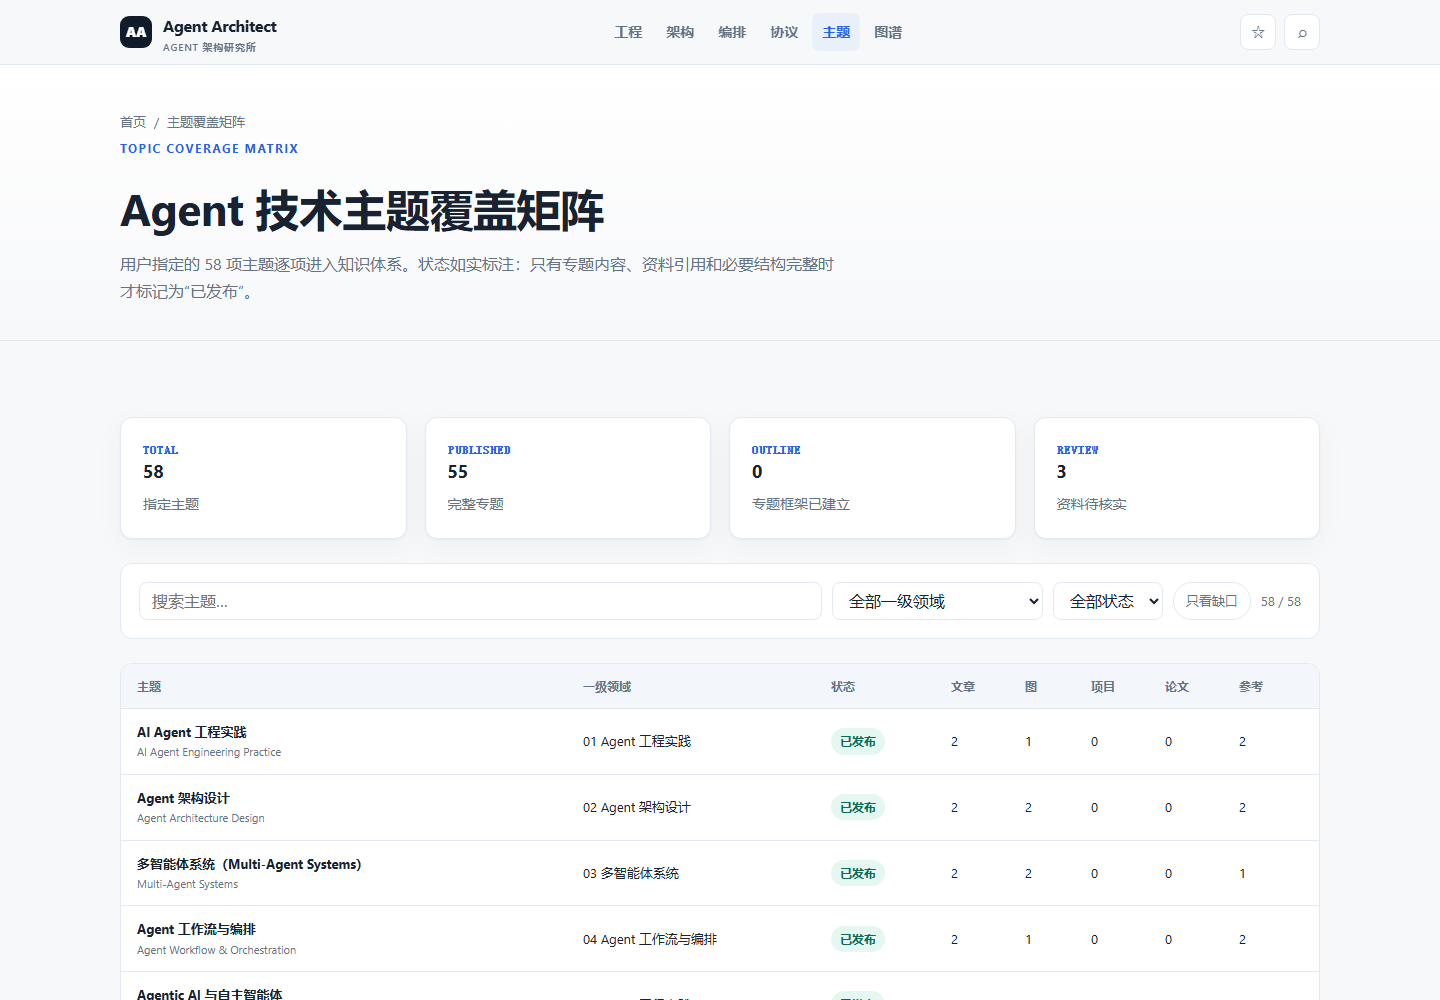 AA
Agent Architect
AGENT 架构研究所
工程 架构 编排 协议 主题 图谱
☆ ⌕
首页 / 主题覆盖矩阵
TOPIC COVERAGE MATRIX
Agent 技术主题覆盖矩阵
用户指定的 58 项主题逐项进入知识体系。状态如实标注：只有专题内容、资料引用和必要结构完整时
才标记为“已发布”。
TOTAL
58
指定主题
PUBLISHED
55
完整专题
OUTLINE
0
专题框架已建立
REVIEW
3
资料待核实
搜索主题... 全部一级领域 全部状态 只看缺口 58 / 58
主题 一级领域 状态 文章 图 项目 论文 参考
AI Agent 工程实践
AI Agent Engineering Practice
01 Agent 工程实践 已发布 2 1 0 0 2
Agent 架构设计
Agent Architecture Design
02 Agent 架构设计 已发布 2 2 0 0 2
多智能体系统（Multi-Agent Systems）
Multi-Agent Systems
03 多智能体系统 已发布 2 2 0 0 1
Agent 工作流与编排
Agent Workflow & Orchestration
04 Agent 工作流与编排 已发布 2 1 0 0 2
Agentic AI 与自主智能体